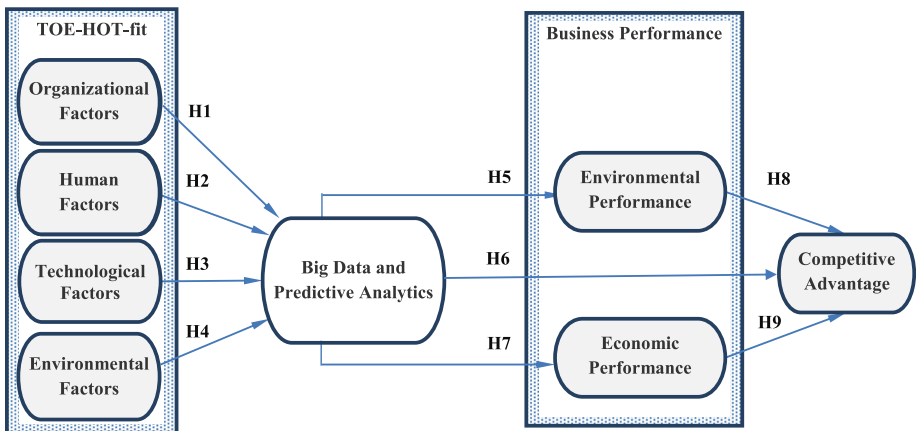 TOE-HOT-fit
Organizational
Factors
Human
Factors
Technological
Factors
Environmental
Factors
H1
H2
H3
H4
Big Data and
Predictive Analytics
H5
H6
H7
Business Performance
Environmental
Performance
Economic
Performance
H8
H9
Competitive
Advantage